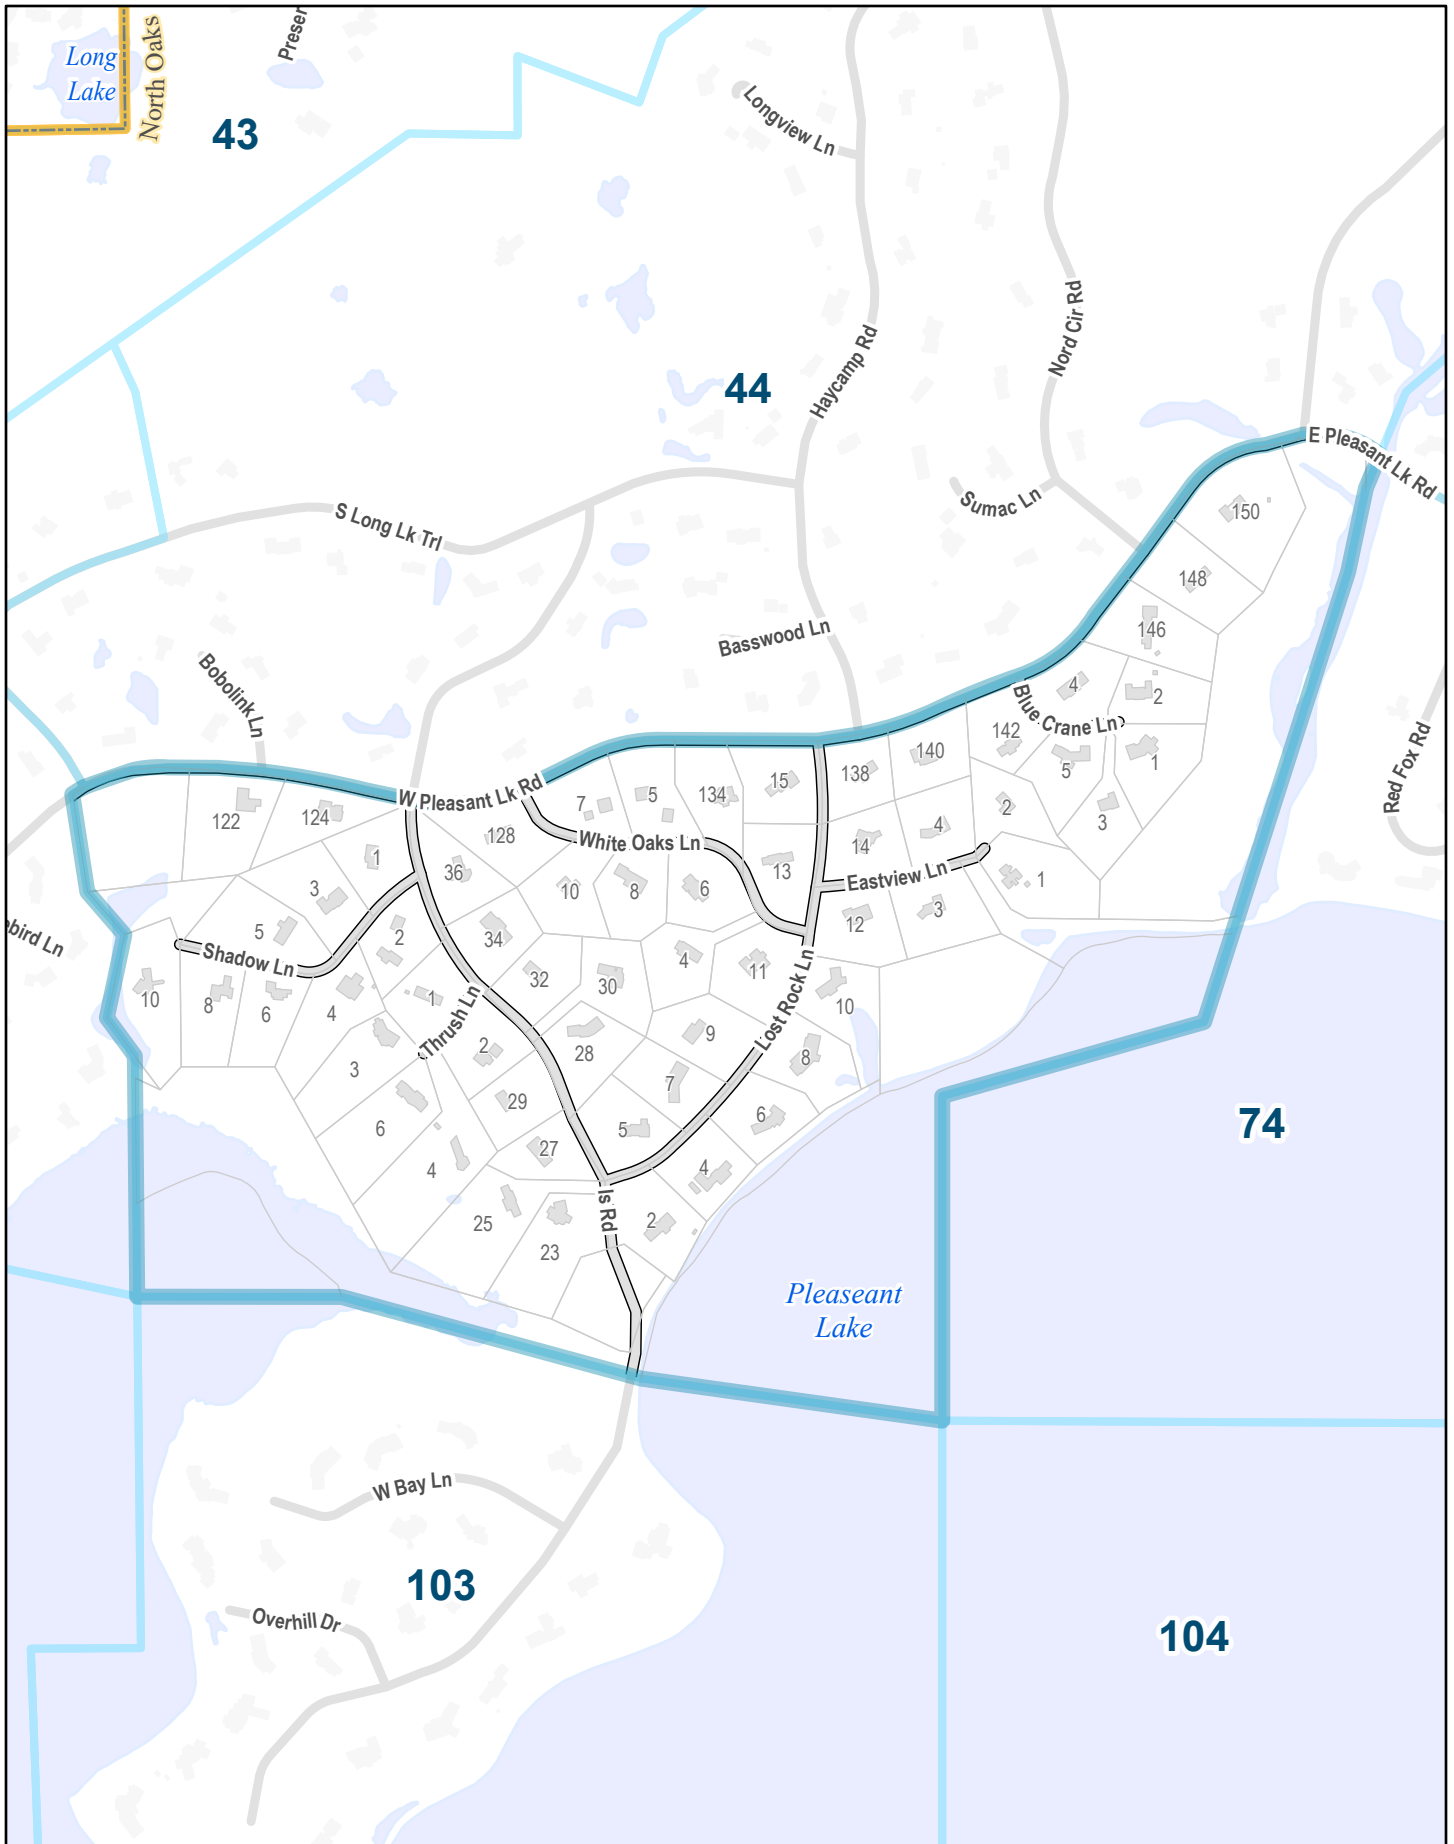 Long
Lake
North Oaks
Preser
43
Longview Ln
44
Haycamp Rd
Nord Cir Rd
E Pleasant Lk Rd
S Long Lk Trl
Sumac Ln
150
148
146
Basswood Ln
Bobolink Ln
4
2
Blue Crane Ln
142
140
5
1
Red Fox Rd
W Pleasant Lk Rd
122
124
128
7
5
134
15
138
2
3
White Oaks Ln
14
4
1
36
10
8
6
13
Eastview Ln
1
3
5
2
34
12
3
ebird Ln
Shadow Ln
10
8
6
4
1
32
30
4
11
Lost Rock Ln
10
Thrush Ln
2
28
9
8
3
29
7
6
6
27
5
4
4
25
23
Is Rd
2
74
Pleaseant
Lake
W Bay Ln
103
Overhill Dr
104